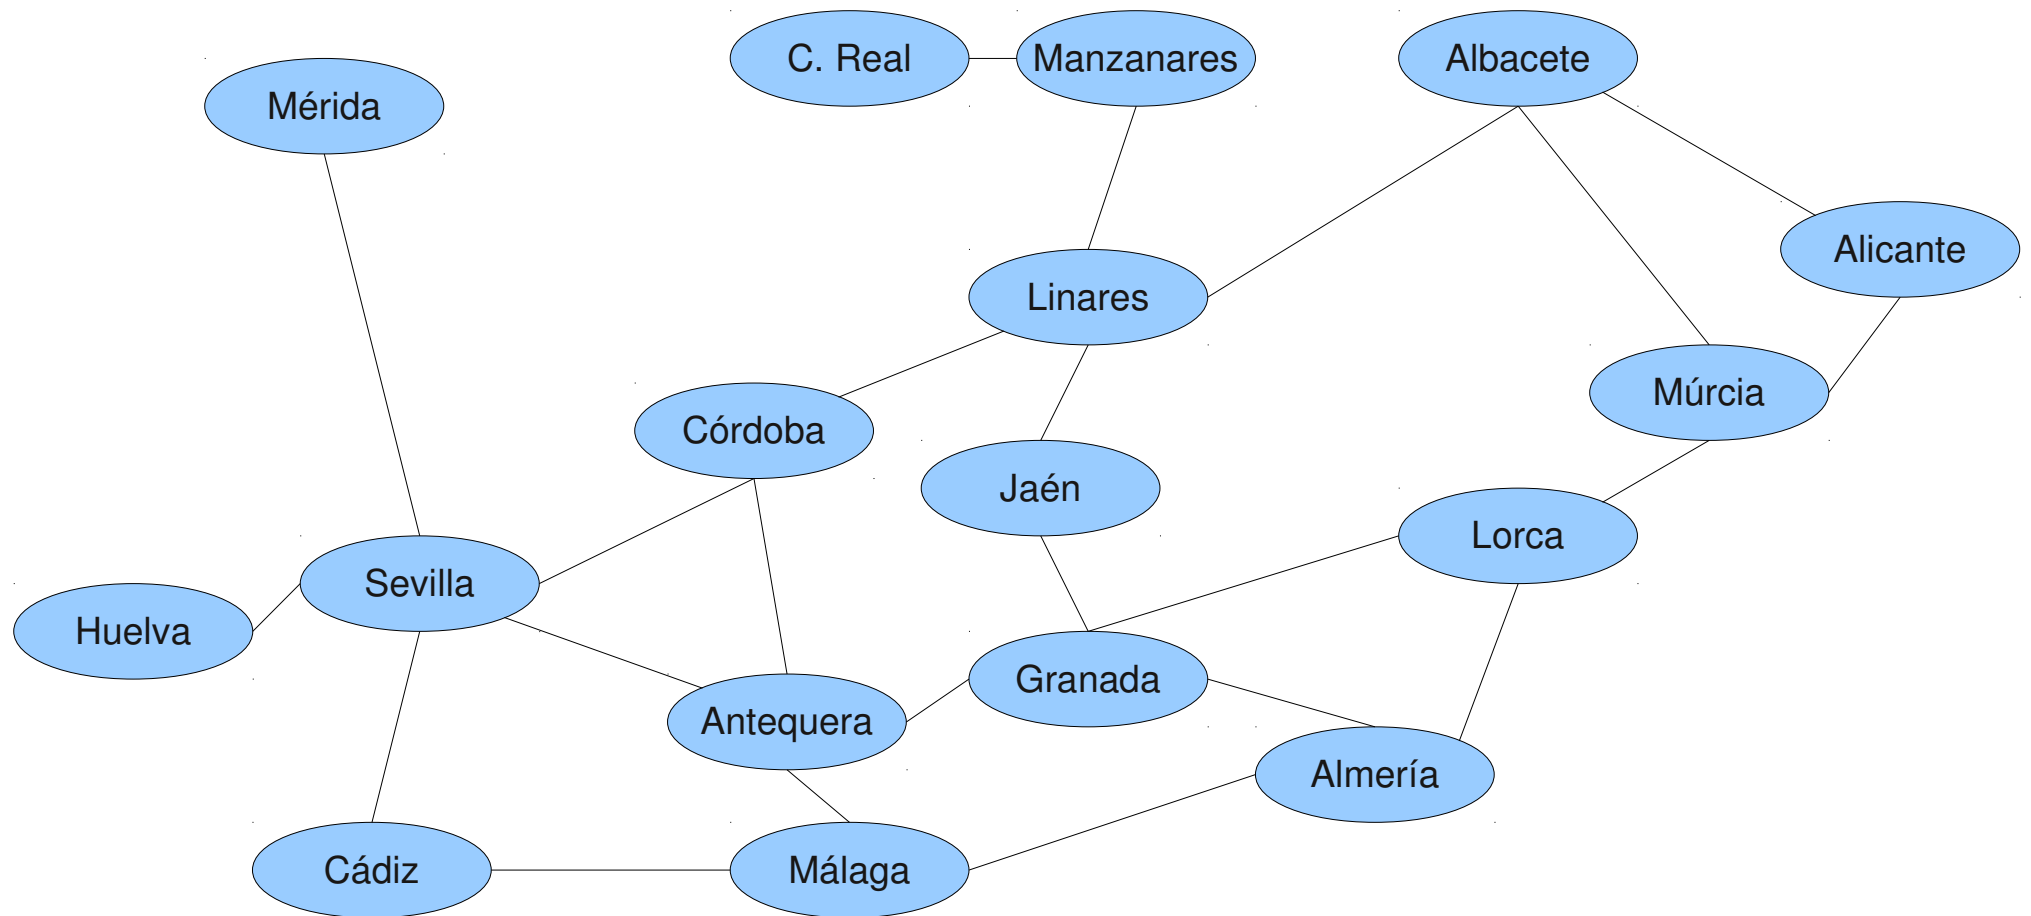 C. Real
Manzanares
Albacete
Mérida
Alicante
Linares
Múrcia
Córdoba
Jaén
Lorca
Sevilla
Huelva
Granada
Antequera
Almería
Cádiz
Málaga